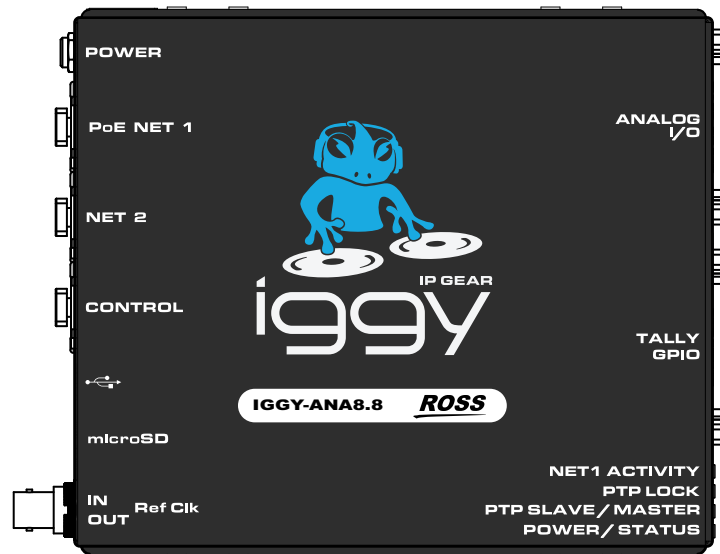 POWER
PoE NET 1
NET 2
CONTROL
microSD
IN
OUT
Ref Clk
IP GEAR
iggy
IGGY-ANA8.8
ROSS
ANALOG
I/O
TALLY
GPIO
NET1 ACTIVITY
PTP LOCK
PTP SLAVE / MASTER
POWER / STATUS